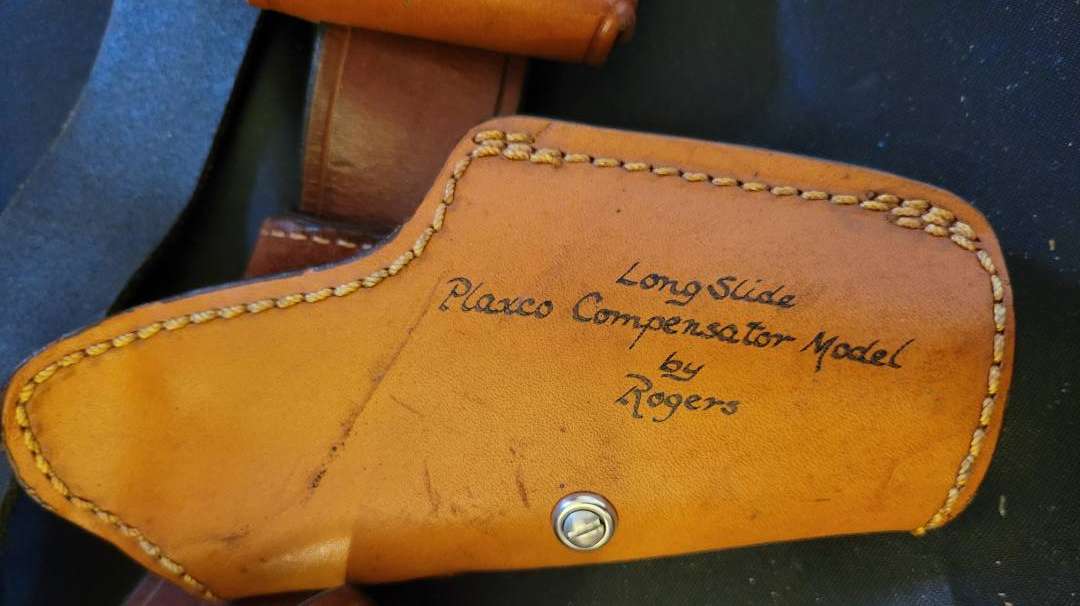 Long Slide
Plaxco Compensator Model
by
Rogers